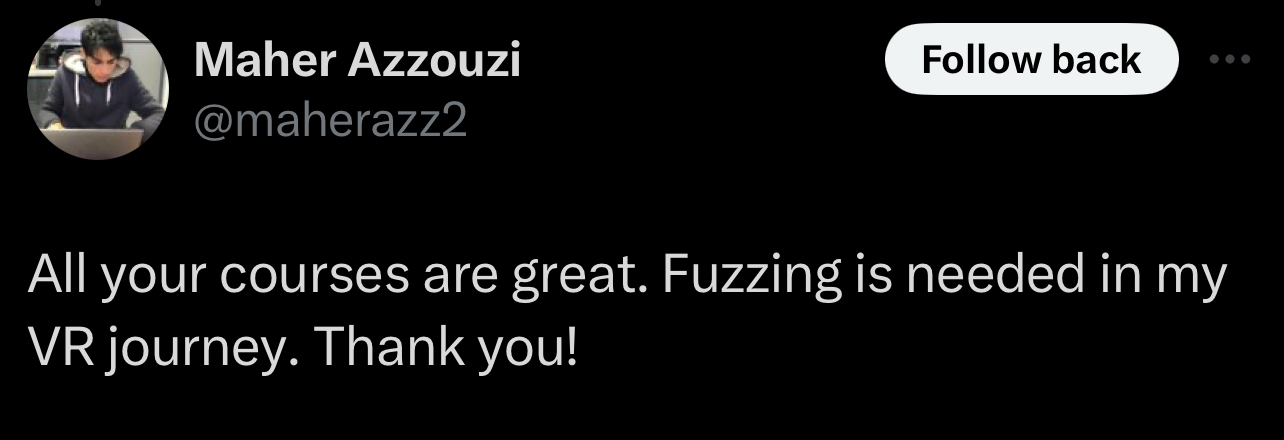 Maher Azzouzi
Follow back
@maherazz2
All your courses are great. Fuzzing is needed in my
VR journey. Thank you!